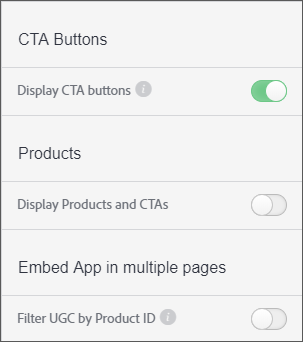 CTA Buttons
Display CTA buttons
Products
Display Products and CTAs
Embed App in multiple pages
Filter UGC by Product ID